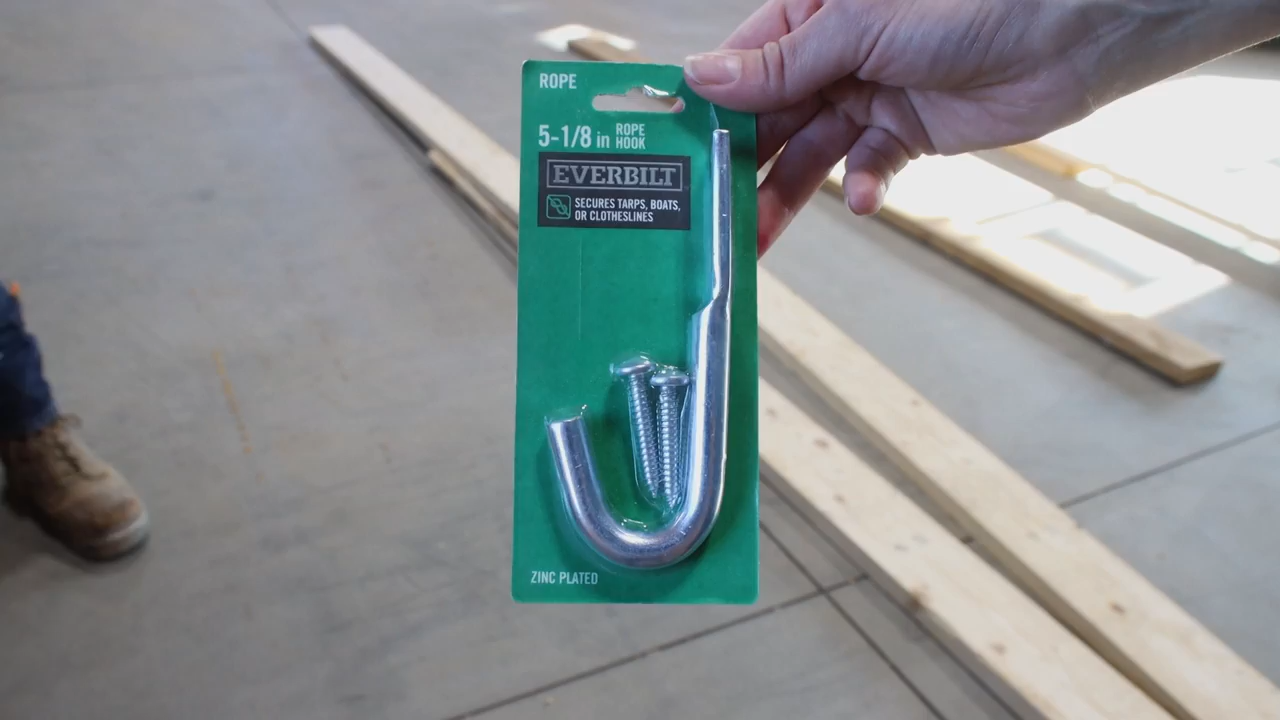 ROPE
5-1/8 in ROPE
HOOK
EVERBILT
SECURES TARPS, BOATS,
OR CLOTHESLINES
ZINC PLATED